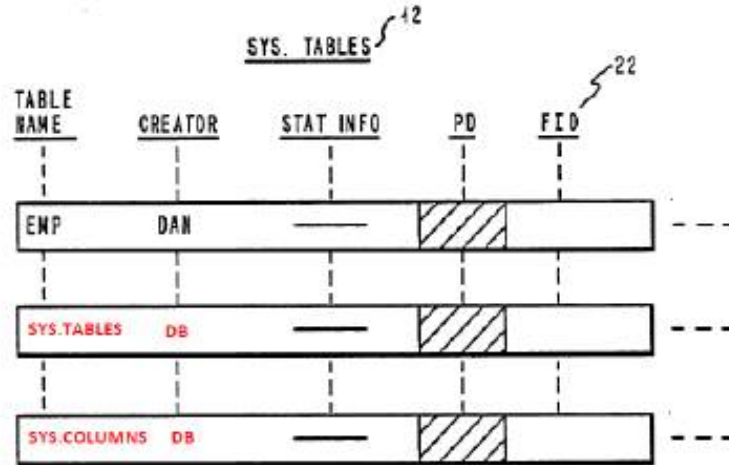 SYS. TABLES 12
22
TABLE NAME CREATOR STAT INFO PD FID
EMP DAN
SYS.TABLES DB
SYS.COLUMNS DB